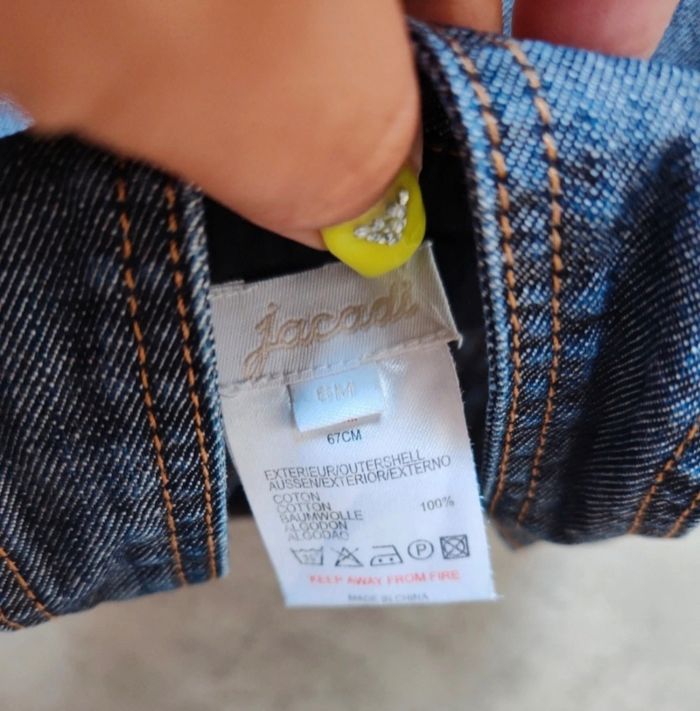 jacadi
6M
67CM
EXTERIEUR/OUTERSHELL
AUSSEN/EXTERIOR/EXTERNO
COTON
COTTON 100%
BAUMWOLLE
ALGODON
ALGODAO
P
KEEP AWAY FROM FIRE
MADE IN CHINA